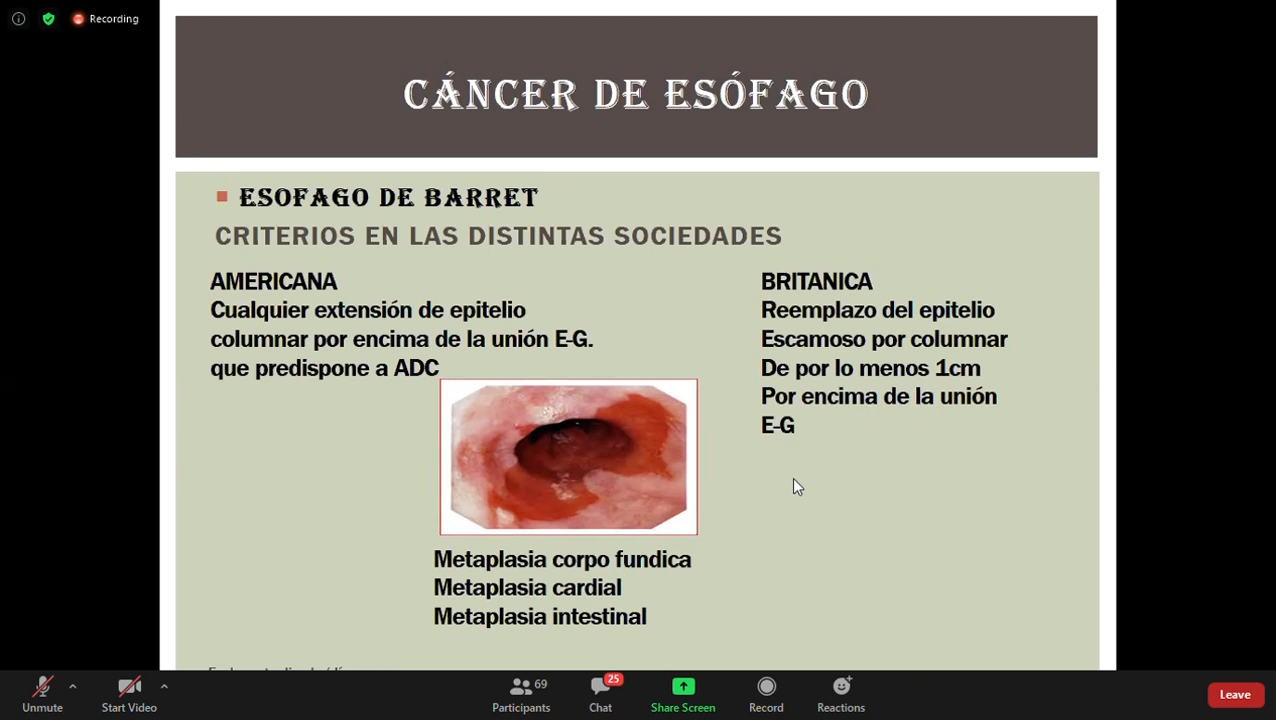 Recording
CÁNCER DE ESÓFAGO
ESOFAGO DE BARRET
CRITERIOS EN LAS DISTINTAS SOCIEDADES
AMERICANA
Cualquier extensión de epitelio
columnar por encima de la unión E-G.
que predispone a ADC
BRITANICA
Reemplazo del epitelio
Escamoso por columnar
De por lo menos 1cm
Por encima de la unión
E-G
Metaplasia corpo fundica
Metaplasia cardial
Metaplasia intestinal
Unmute
Start Video
69
Participants
25
Chat
Share Screen
Record
Reactions
Leave